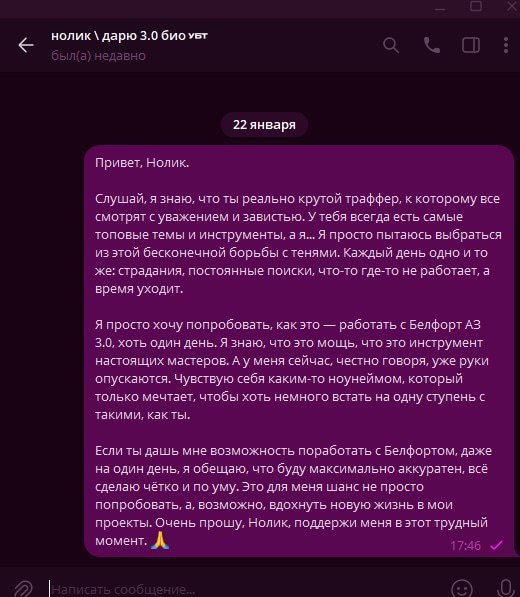 нолик \ дарю 3.0 био УБТ
был(а) недавно
22 января
Привет, Нолик.
Слушай, я знаю, что ты реально крутой траффер, к которому все
смотрят с уважением и завистью. У тебя всегда есть самые
топовые темы и инструменты, а я... Я просто пытаюсь выбраться
из этой бесконечной борьбы с тенями. Каждый день одно и то
же: страдания, постоянные поиски, что-то где-то не работает, а
время уходит.
Я просто хочу попробовать, как это — работать с Белфорт АЗ
3.0, хоть один день. Я знаю, что это мощь, что это инструмент
настоящих мастеров. А у меня сейчас, честно говоря, уже руки
опускаются. Чувствую себя каким-то ноунеймом, который
только мечтает, чтобы хоть немного встать на одну ступень с
такими, как ты.
Если ты дашь мне возможность поработать с Белфортом, даже
на один день, я обещаю, что буду максимально аккуратен, всё
сделаю чётко и по уму. Это для меня шанс не просто
попробовать, а, возможно, вдохнуть новую жизнь в мои
проекты. Очень прошу, Нолик, поддержи меня в этот трудный
момент. 🙏
17:46
Написать сообщение...